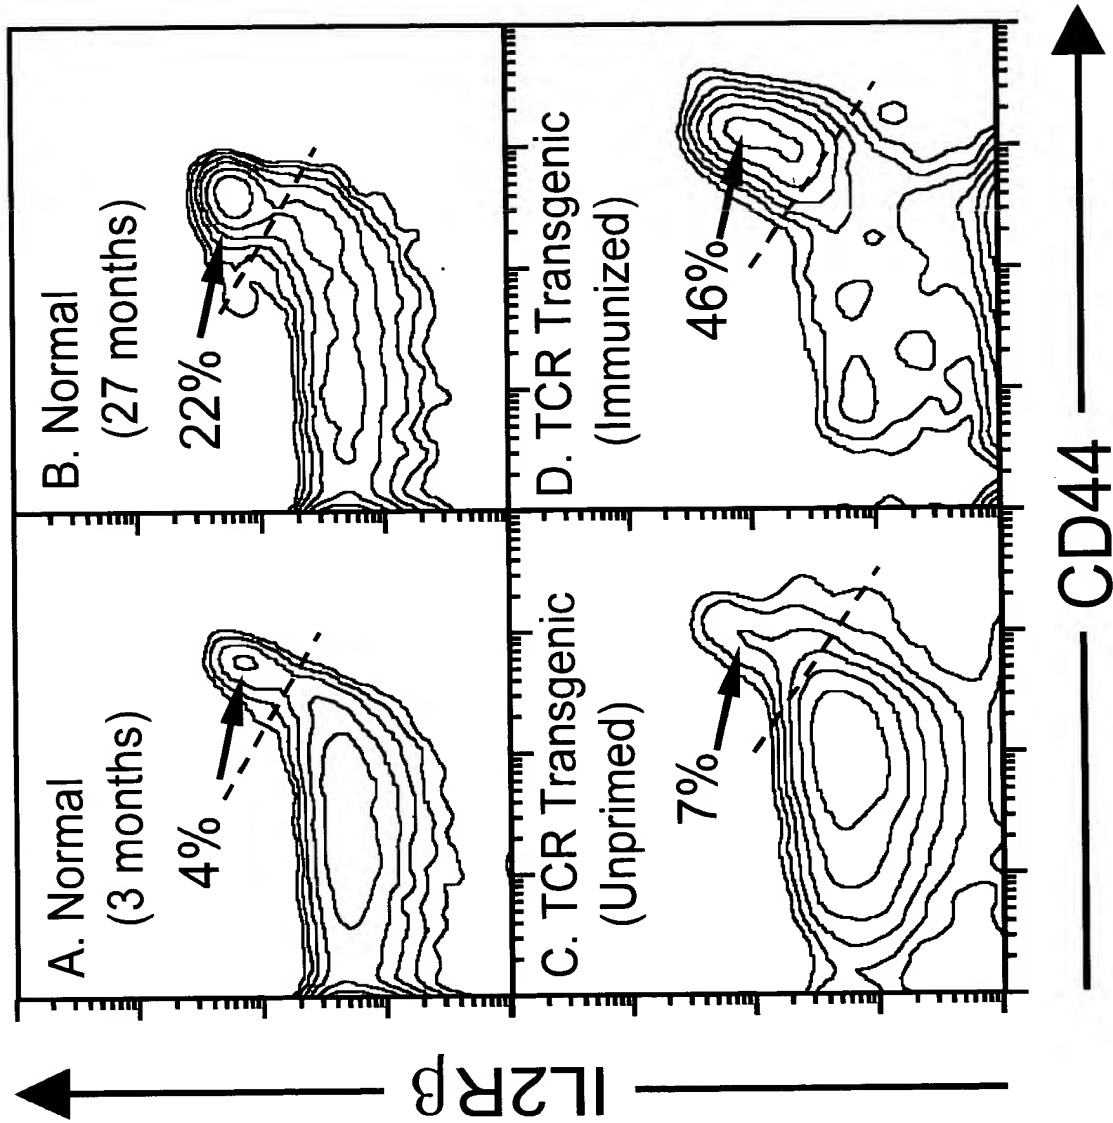 A. Normal
(3 months)
4%
B. Normal
(27 months)
22%
C. TCR Transgenic
(Unprimed)
7%
D. TCR Transgenic
(Immunized)
46%
IL2Rβ
CD44